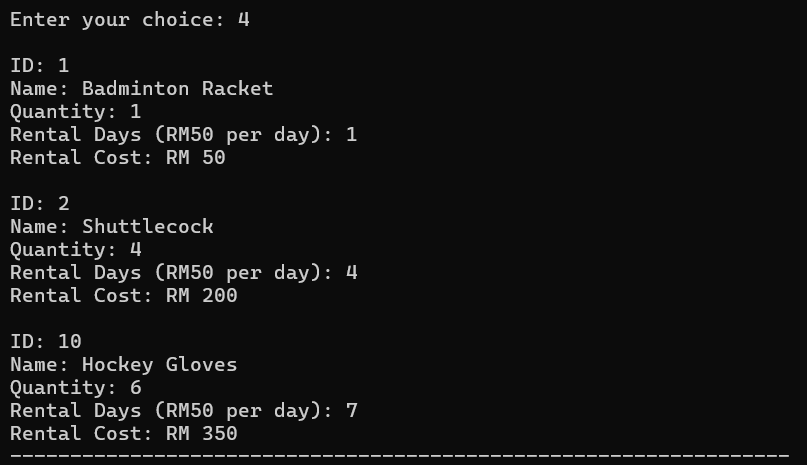 Enter your choice: 4
ID: 1
Name: Badminton Racket
Quantity: 1
Rental Days (RM50 per day): 1
Rental Cost: RM 50
ID: 2
Name: Shuttlecock
Quantity: 4
Rental Days (RM50 per day): 4
Rental Cost: RM 200
ID: 10
Name: Hockey Gloves
Quantity: 6
Rental Days (RM50 per day): 7
Rental Cost: RM 350
-----------------------------------------------------------------